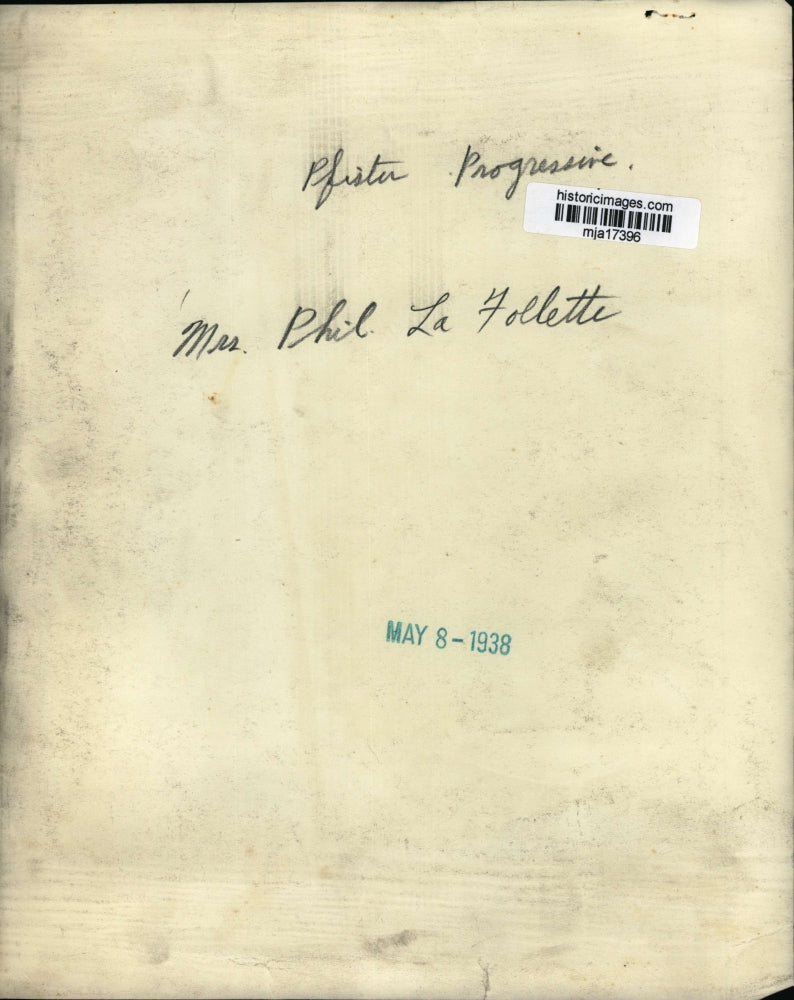 Pfister Progressive.
historicimages.com
mja17396
Mrs. Phil. La Follette
MAY 8-1938